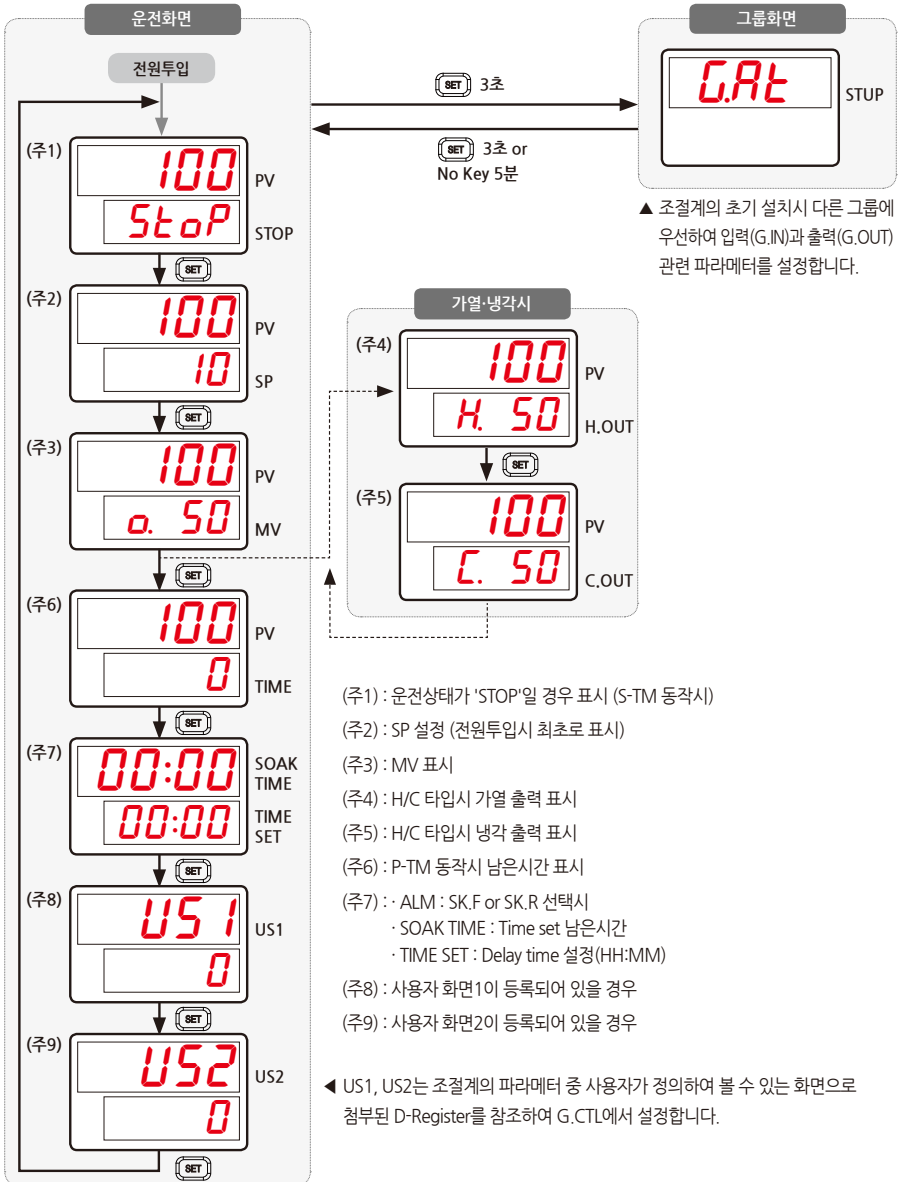 운전화면
전원투입
(주1)
100
PV
StoP
STOP
SET
(주2)
100
PV
10
SP
SET
(주3)
100
PV
o. 50
MV
SET
(주6)
100
PV
0
TIME
SET
(주7)
00:00
SOAK
TIME
00:00
TIME
SET
SET
(주8)
US1
US1
0
SET
(주9)
US2
US2
0
SET
SET 3초
SET 3초 or
No Key 5분
그룹화면
G.At
STUP
▲ 조절계의 초기 설치시 다른 그룹에
우선하여 입력(G.IN)과 출력(G.OUT)
관련 파라메터를 설정합니다.
가열·냉각시
(주4)
100
PV
H. 50
H.OUT
SET
(주5)
100
PV
C. 50
C.OUT
(주1) : 운전상태가 'STOP'일 경우 표시 (S-TM 동작시)
(주2) : SP 설정 (전원투입시 최초로 표시)
(주3) : MV 표시
(주4) : H/C 타입시 가열 출력 표시
(주5) : H/C 타입시 냉각 출력 표시
(주6) : P-TM 동작시 남은시간 표시
(주7) : · ALM : SK.F or SK.R 선택시
· SOAK TIME : Time set 남은시간
· TIME SET : Delay time 설정(HH:MM)
(주8) : 사용자 화면1이 등록되어 있을 경우
(주9) : 사용자 화면2이 등록되어 있을 경우
◀ US1, US2는 조절계의 파라메터 중 사용자가 정의하여 볼 수 있는 화면으로
첨부된 D-Register를 참조하여 G.CTL에서 설정합니다.